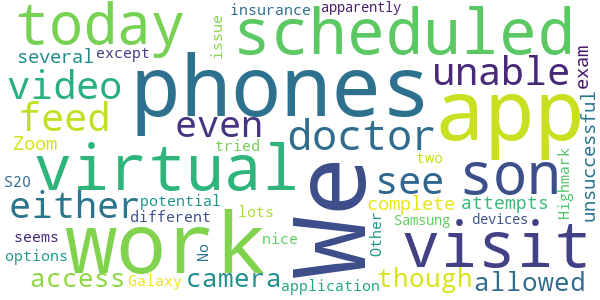 insurance apparently
today scheduled
issue
several except
video phones unable exam
feed even doctor app
unsuccessful
Zoom tried two
virtual We see son
S20 either potential complete attempts Highmark
different lots Samsung devices
seems work No nice Other visit
options
access Galaxy camera application though allowed